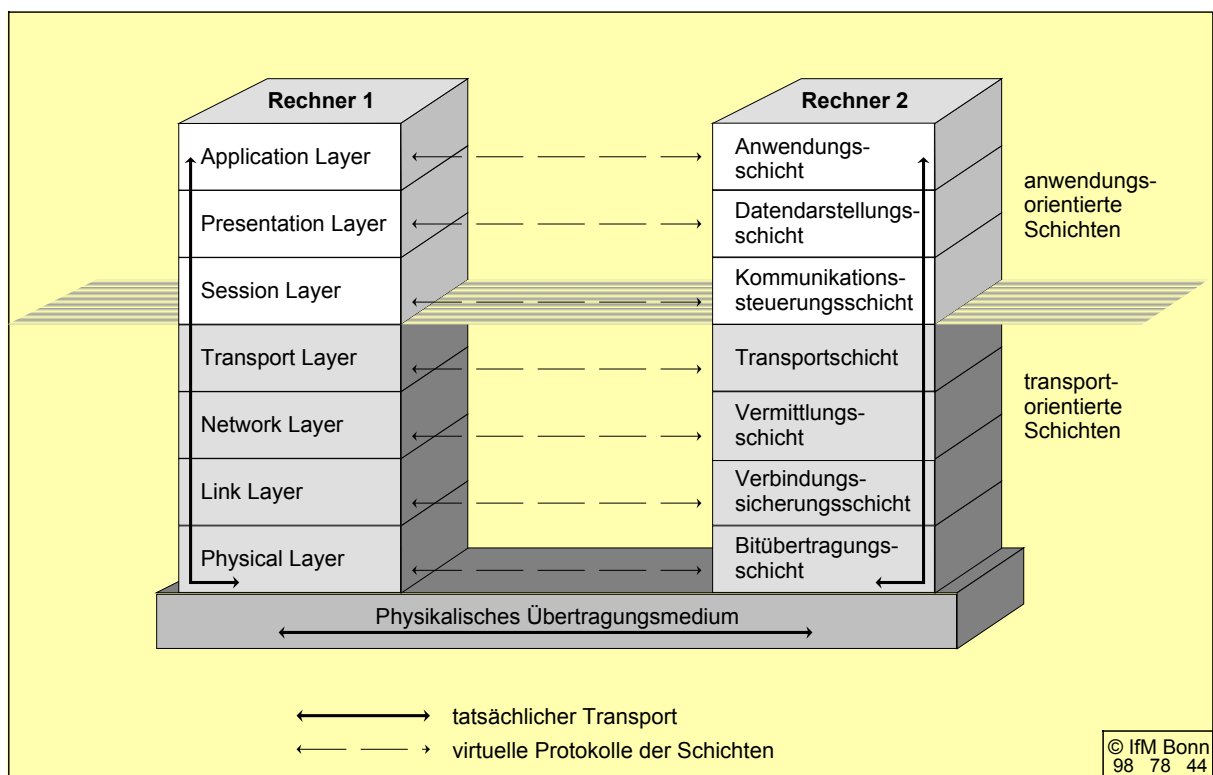 Rechner 1
Rechner 2
Application Layer
Anwendungs-
schicht
Presentation Layer
Datendarstellungs-
schicht
Session Layer
Kommunikations-
steuerungsschicht
anwendungs-
orientierte
Schichten
Transport Layer
Transportschicht
Network Layer
Vermittlungs-
schicht
Link Layer
Verbindungs-
sicherungsschicht
Physical Layer
Bitübertragungs-
schicht
transport-
orientierte
Schichten
Physikalisches Übertragungsmedium
tatsächlicher Transport
virtuelle Protokolle der Schichten
© IfM Bonn
98 78 44